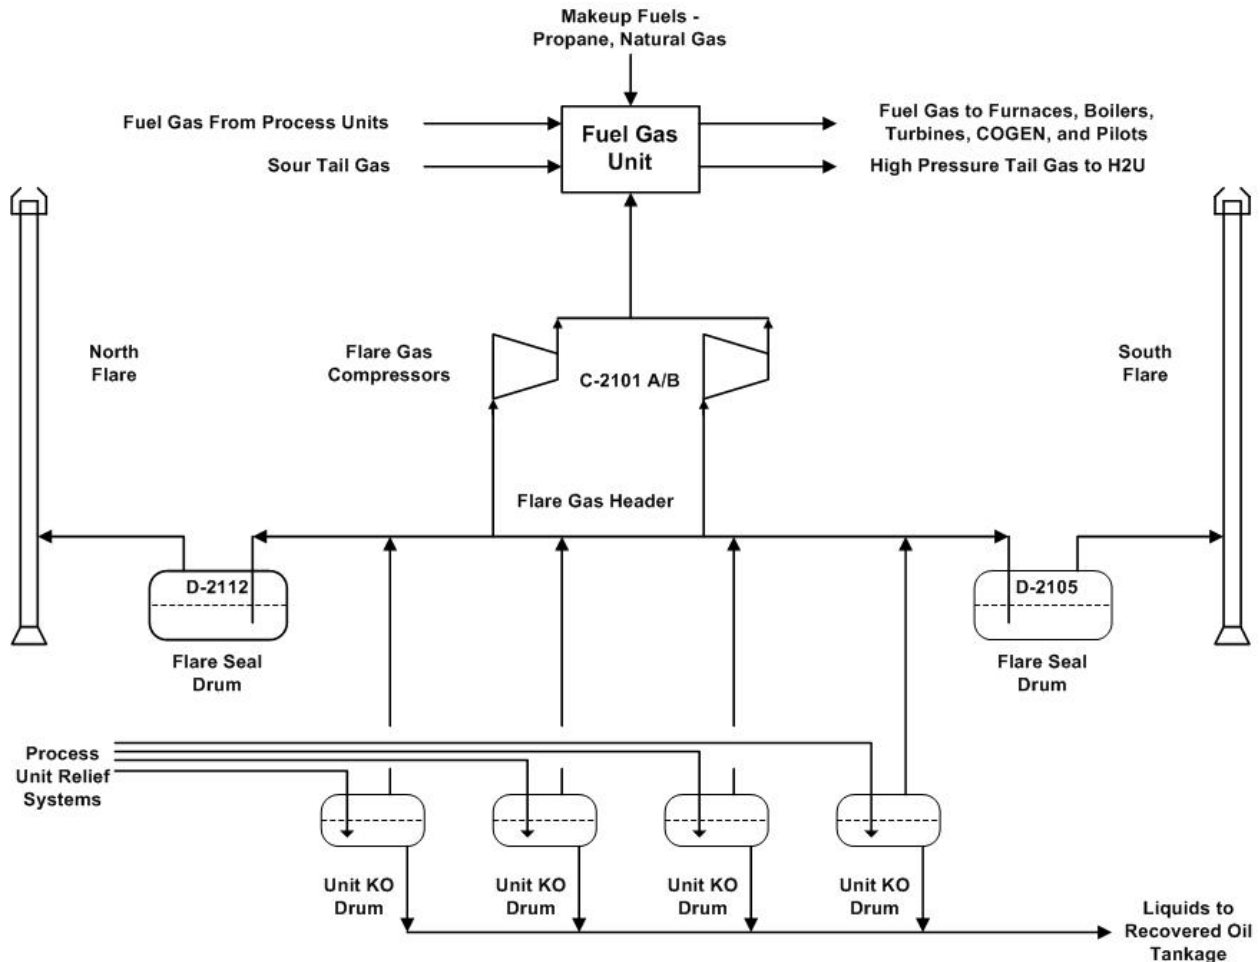 Makeup Fuels -
Propane, Natural Gas
Fuel Gas From Process Units
Sour Tail Gas
Fuel Gas
Unit
Fuel Gas to Furnaces, Boilers,
Turbines, COGEN, and Pilots
High Pressure Tail Gas to H2U
North
Flare
Flare Gas
Compressors
C-2101 A/B
South
Flare
Flare Gas Header
D-2112
D-2105
Flare Seal
Drum
Flare Seal
Drum
Process
Unit Relief
Systems
Unit KO
Drum
Unit KO
Drum
Unit KO
Drum
Unit KO
Drum
Liquids to
Recovered Oil
Tankage